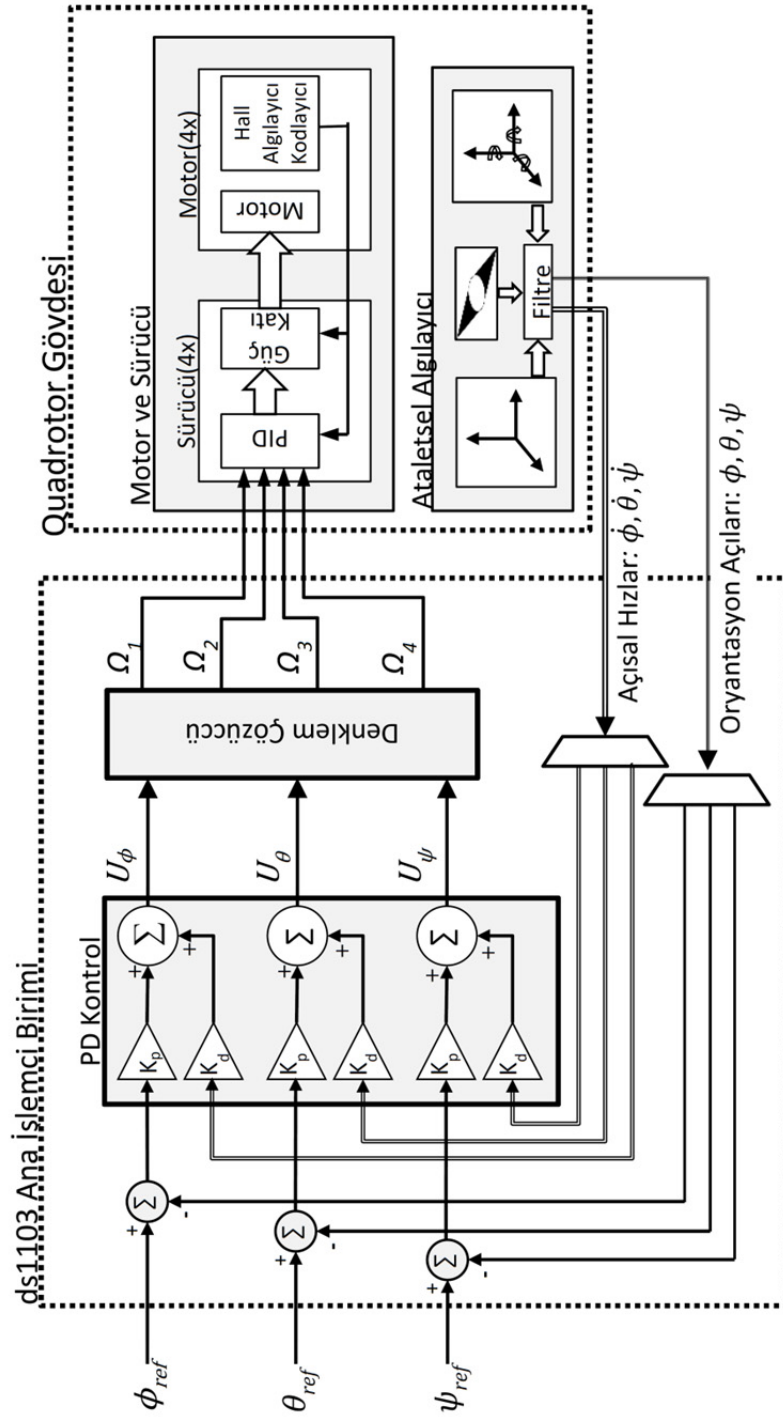 ds1103 Ana İşlemci Birimi
ϕ_ref
θ_ref
ψ_ref
+
-
Σ
+
-
Σ
+
-
Σ
PD Kontrol
K_p
K_d
+
+
Σ
K_p
K_d
+
+
Σ
K_p
K_d
+
+
Σ
U_ϕ
U_θ
U_ψ
Denklem Çözüccü
Ω_1
Ω_2
Ω_3
Ω_4
Quadrotor Gövdesi
Motor ve Sürücü
Sürücü(4x)
PID
Güç
Katı
Motor(4x)
Motor
Hall
Algılayıcı
Kodlayıcı
Ataletsel Algılayıcı
Filtre
Açısal Hızlar: ϕ̇, θ̇, ψ̇
Oryantasyon Açıları: ϕ, θ, ψ